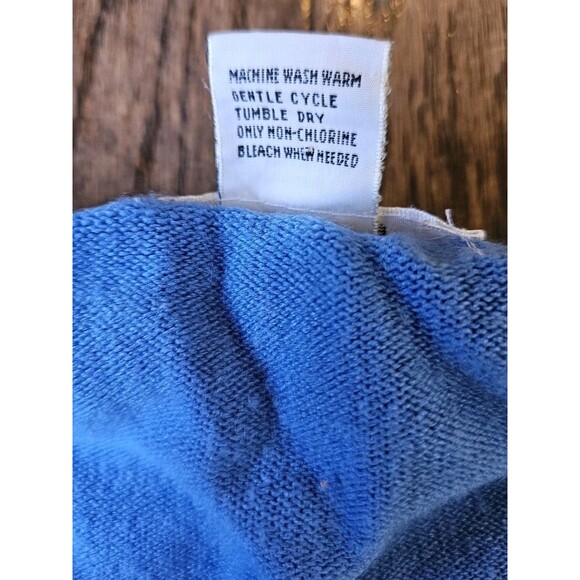 MACHINE WASH WARM
GENTLE CYCLE
TUMBLE DRY
ONLY NON-CHLORINE
BLEACH WHEN NEEDED